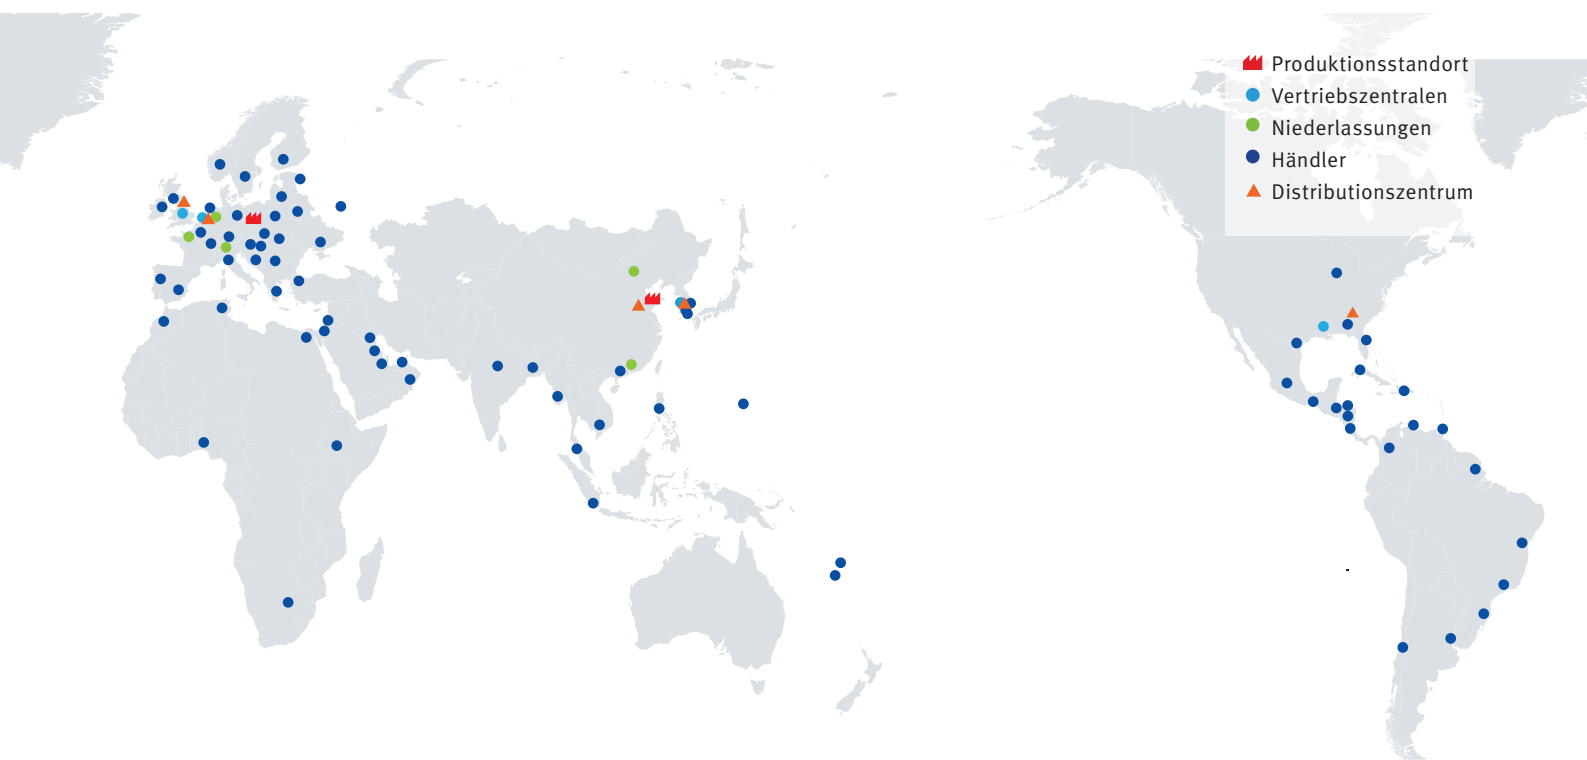 Produktionsstandort
Vertriebszentralen
Niederlassungen
Händler
Distributionszentrum